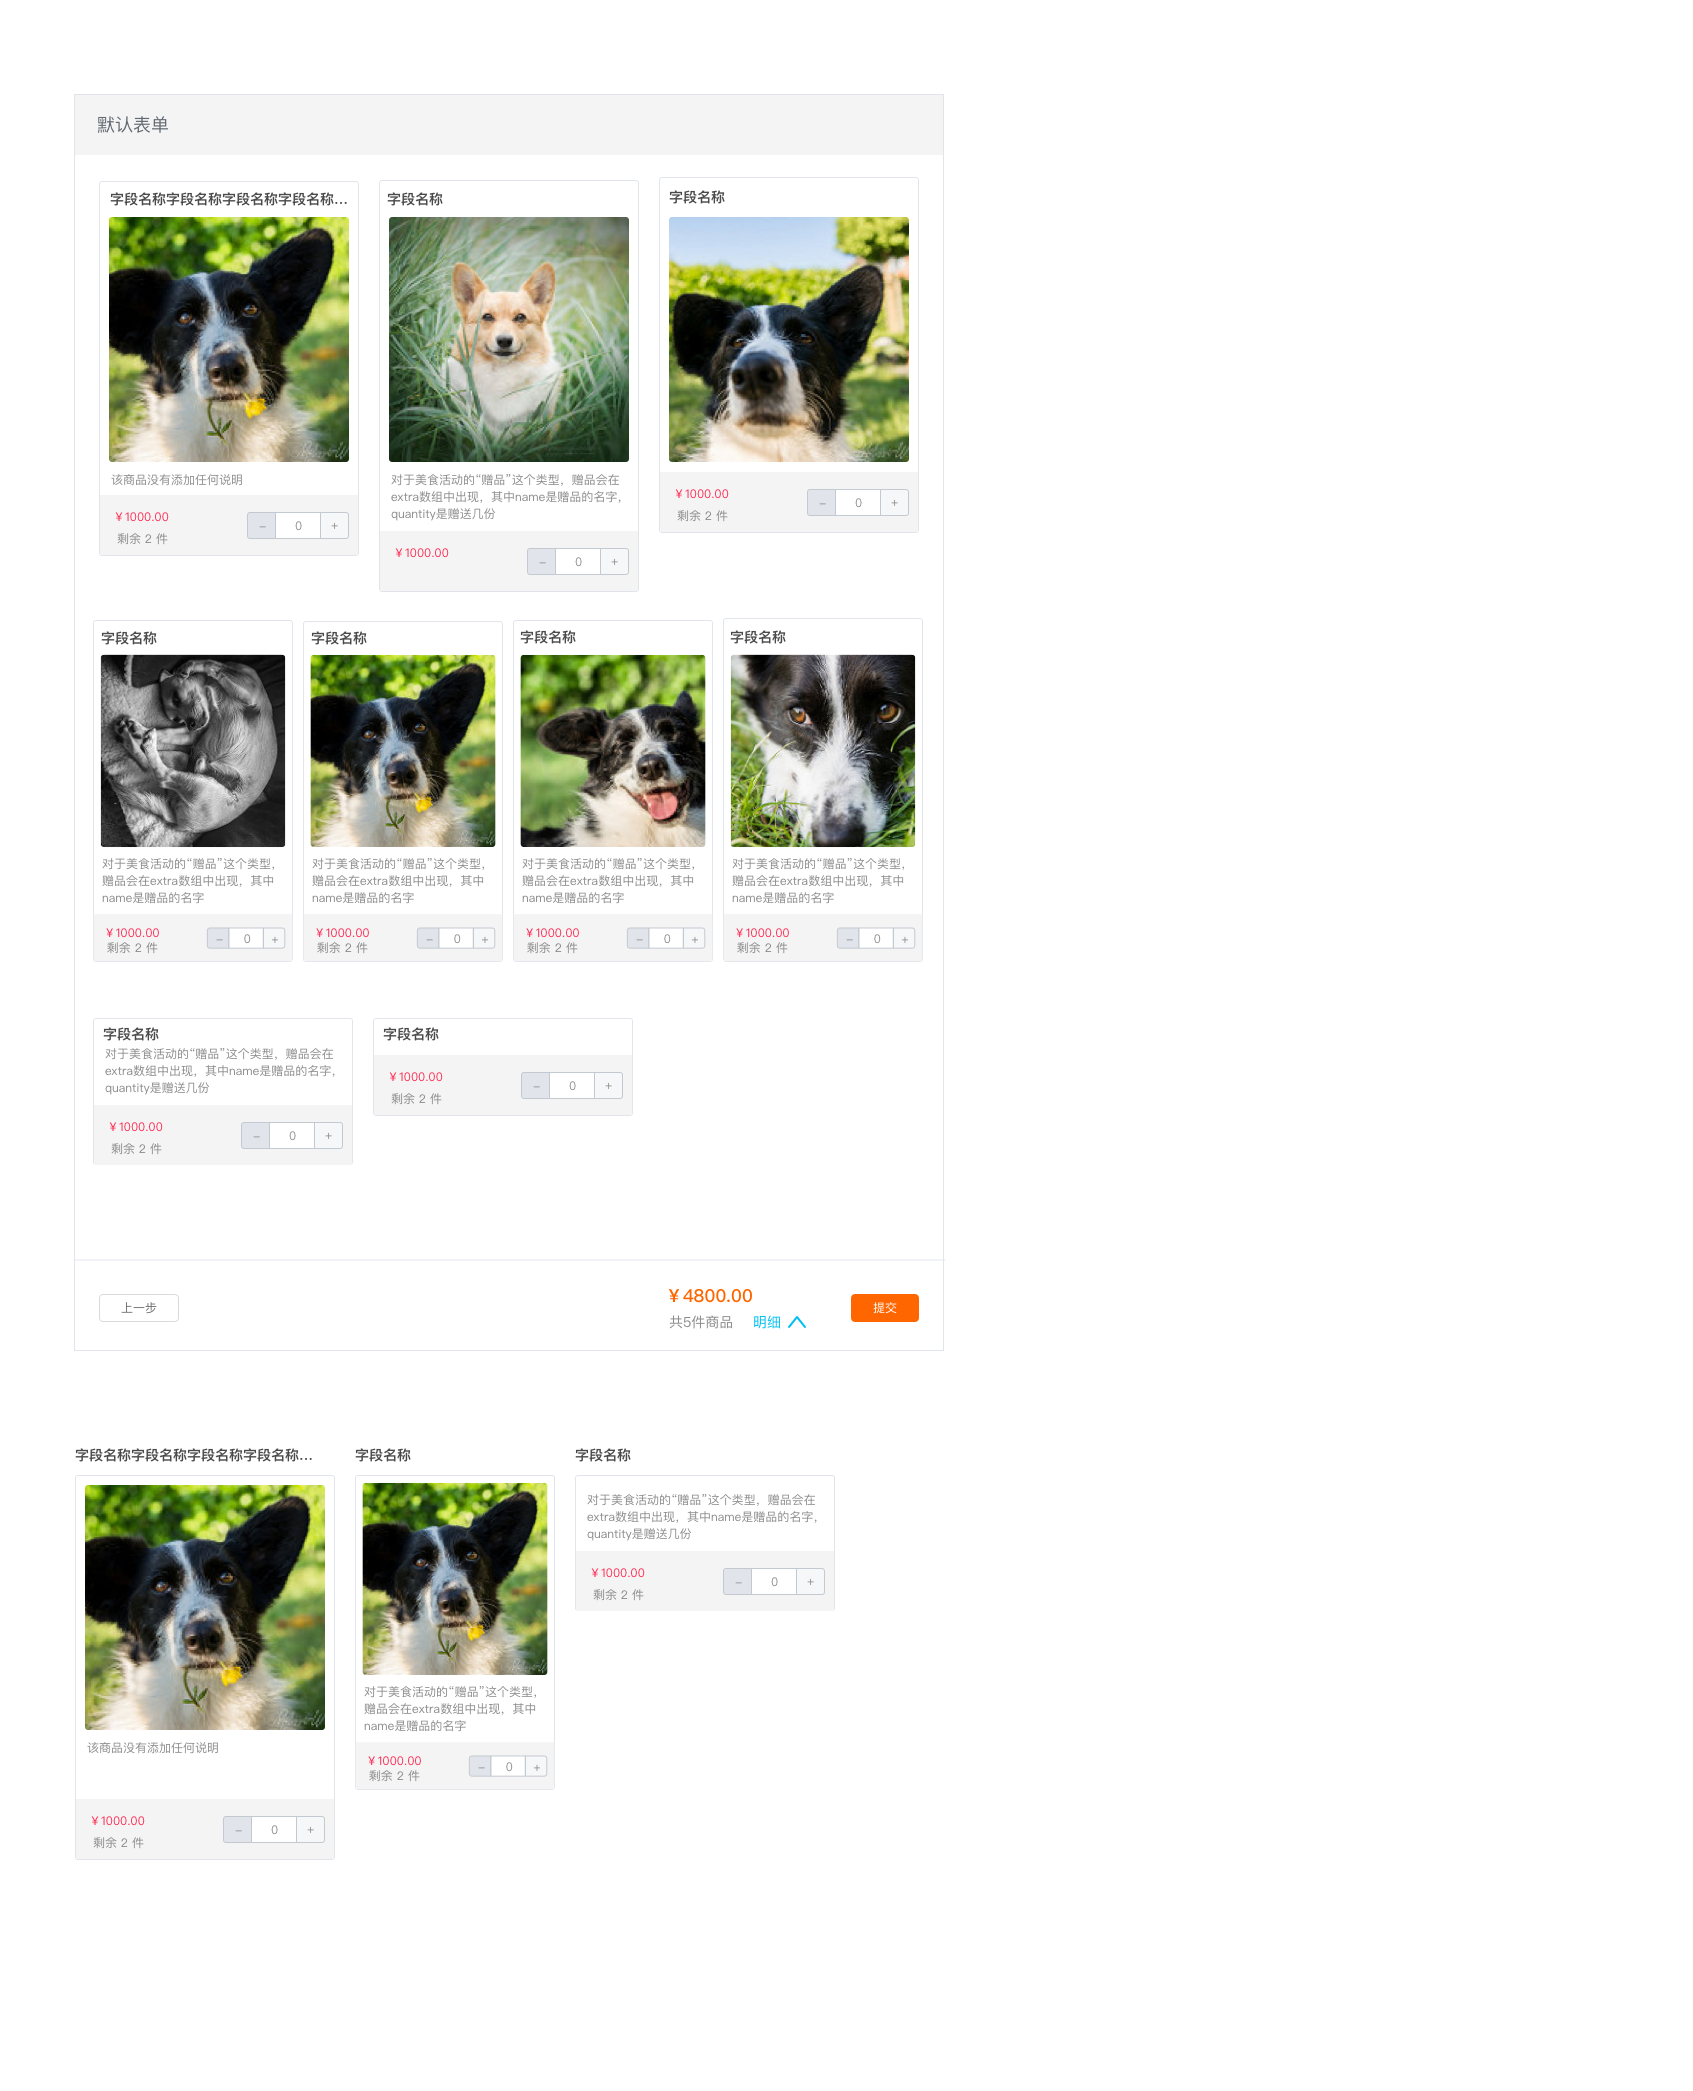 默认表单
字段名称字段名称字段名称字段名称...
字段名称
字段名称
该商品没有添加任何说明
对于美食活动的“赠品”这个类型，赠品会在
extra数组中出现，其中name是赠品的名字，
quantity是赠送几份
¥1000.00
剩余 2 件
– 0 +
¥1000.00
– 0 +
¥1000.00
剩余 2 件
– 0 +
字段名称
字段名称
字段名称
字段名称
对于美食活动的“赠品”这个类型，
赠品会在extra数组中出现，其中
name是赠品的名字
对于美食活动的“赠品”这个类型，
赠品会在extra数组中出现，其中
name是赠品的名字
对于美食活动的“赠品”这个类型，
赠品会在extra数组中出现，其中
name是赠品的名字
对于美食活动的“赠品”这个类型，
赠品会在extra数组中出现，其中
name是赠品的名字
¥1000.00
剩余 2 件
– 0 +
¥1000.00
剩余 2 件
– 0 +
¥1000.00
剩余 2 件
– 0 +
¥1000.00
剩余 2 件
– 0 +
字段名称
对于美食活动的“赠品”这个类型，赠品会在
extra数组中出现，其中name是赠品的名字，
quantity是赠送几份
¥1000.00
剩余 2 件
– 0 +
字段名称
¥1000.00
剩余 2 件
– 0 +
上一步
¥4800.00
共5件商品 明细
提交
字段名称字段名称字段名称字段名称...
该商品没有添加任何说明
¥1000.00
剩余 2 件
– 0 +
字段名称
对于美食活动的“赠品”这个类型，
赠品会在extra数组中出现，其中
name是赠品的名字
¥1000.00
剩余 2 件
– 0 +
字段名称
对于美食活动的“赠品”这个类型，赠品会在
extra数组中出现，其中name是赠品的名字，
quantity是赠送几份
¥1000.00
剩余 2 件
– 0 +